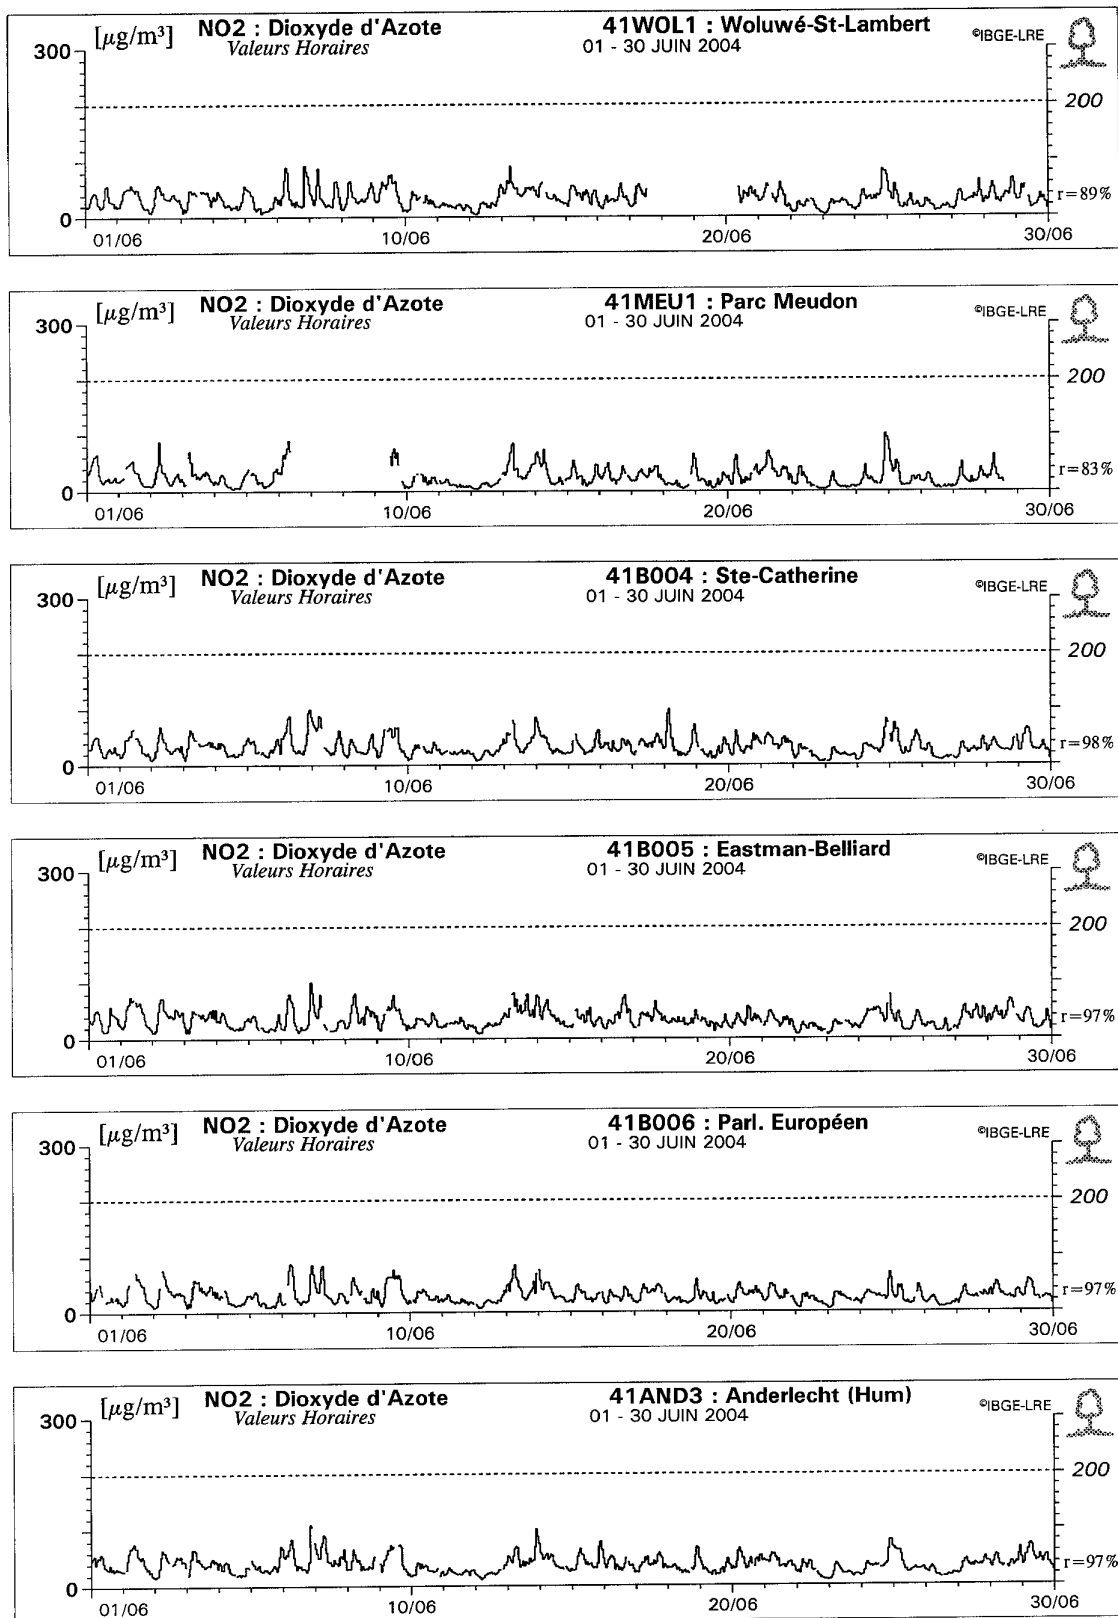 [µg/m³] NO2 : Dioxyde d'Azote 41WOL1 : Woluwé-St-Lambert ©IBGE-LRE
Valeurs Horaires 01 - 30 JUIN 2004
300
200
r=89%
0
01/06 10/06 20/06 30/06
[µg/m³] NO2 : Dioxyde d'Azote 41MEU1 : Parc Meudon ©IBGE-LRE
Valeurs Horaires 01 - 30 JUIN 2004
300
200
r=83%
0
01/06 10/06 20/06 30/06
[µg/m³] NO2 : Dioxyde d'Azote 41B004 : Ste-Catherine ©IBGE-LRE
Valeurs Horaires 01 - 30 JUIN 2004
300
200
r=98%
0
01/06 10/06 20/06 30/06
[µg/m³] NO2 : Dioxyde d'Azote 41B005 : Eastman-Belliard ©IBGE-LRE
Valeurs Horaires 01 - 30 JUIN 2004
300
200
r=97%
0
01/06 10/06 20/06 30/06
[µg/m³] NO2 : Dioxyde d'Azote 41B006 : Parl. Européen ©IBGE-LRE
Valeurs Horaires 01 - 30 JUIN 2004
300
200
r=97%
0
01/06 10/06 20/06 30/06
[µg/m³] NO2 : Dioxyde d'Azote 41AND3 : Anderlecht (Hum) ©IBGE-LRE
Valeurs Horaires 01 - 30 JUIN 2004
300
200
r=97%
0
01/06 10/06 20/06 30/06